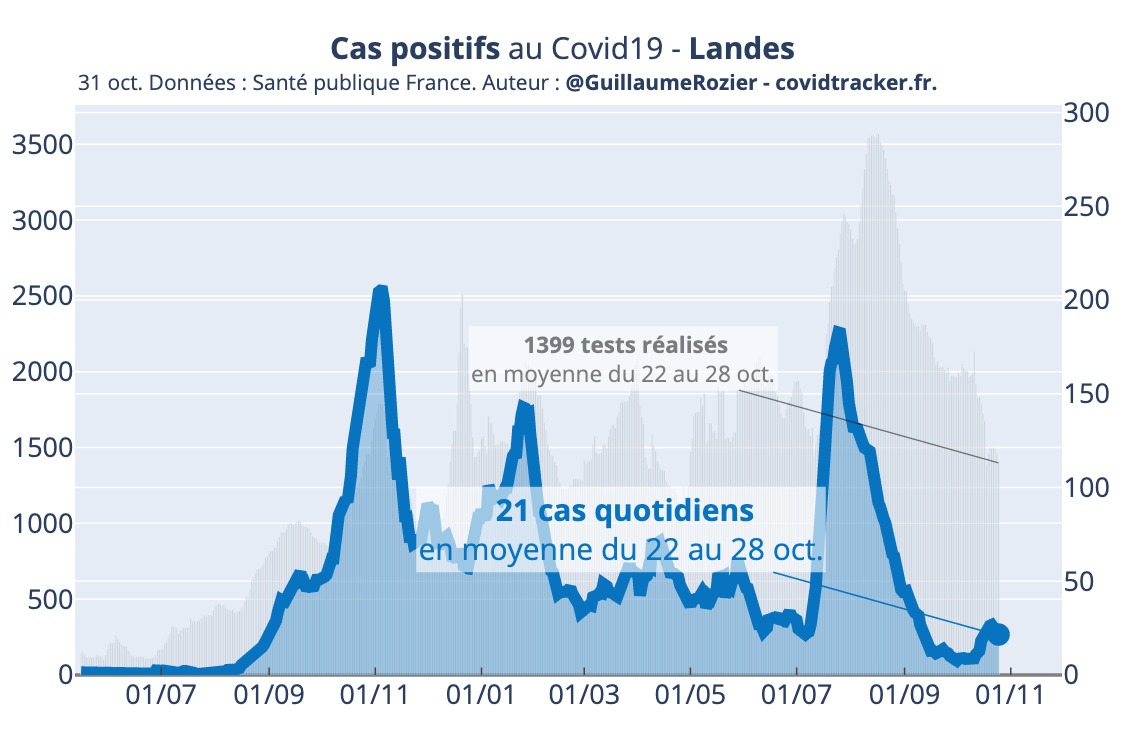 Cas positifs au Covid19 - Landes
31 oct. Données : Santé publique France. Auteur : @GuillaumeRozier - covidtracker.fr.
300
3500
250
3000
2500
200
1399 tests réalisés
en moyenne du 22 au 28 oct.
2000
150
1500
100
21 cas quotidiens
1000
en moyenne du 22 au 28 oct.
500
50
0
0
01/07 01/09 01/11 01/01 01/03 01/05 01/07 01/09 01/11